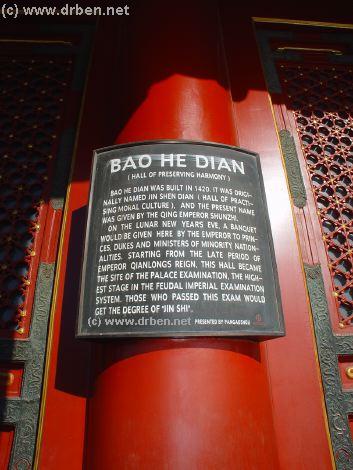 (c) www.drben.net
BAO HE DIAN
( HALL OF PRESERVING HARMONY )
BAO HE DIAN WAS BUILT IN 1420. IT WAS ORIGI-
NALLY NAMED JIN SHEN DIAN ( HALL OF PRACTI-
SING MOHAL CULTURE ), AND THE PRESENT NAME
WAS GIVEN BY THE QING EMPEROR SHUNZHI.
ON THE LUNAR NEW YEARS EVE, A BANQUET
WOULD BE GIVEN HERE BY THE EMPEROR TO PRIN-
CES, DUKES AND MINISTERS OF MINORITY NATION-
ALITIES. STARTING FROM THE LATE PERIOD OF
EMPEROR QIANLONGS REIGN, THIS HALL BECAME
THE SITE OF THE PALACE EXAMINATION, THE HIGH-
EST STAGE IN THE FEUDAL IMPERIAL EXAMINATION
SYSTEM. THOSE WHO PASSED THIS EXAM WOULD
GET THE DEGREE OF "JIN SHI".
(c) www.drben.net PRESENTED BY